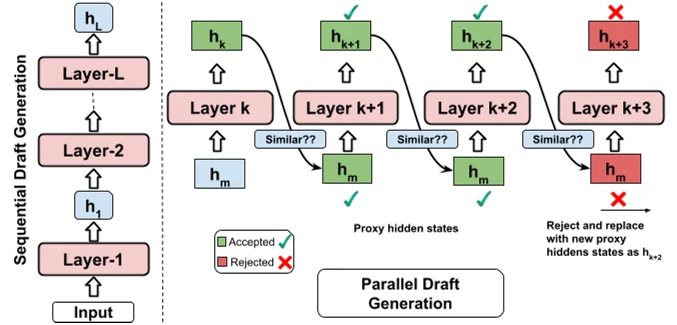 Sequential Draft Generation
h_L
Layer-L
Layer-2
h_1
Layer-1
Input
h_k
h_k+1
h_k+2
h_k+3
Layer k
Layer k+1
Layer k+2
Layer k+3
Similar??
Similar??
Similar??
h_m
h_m
h_m
h_m
Proxy hidden states
Accepted
Rejected
Reject and replace
with new proxy
hiddens states as h_k+2
Parallel Draft
Generation